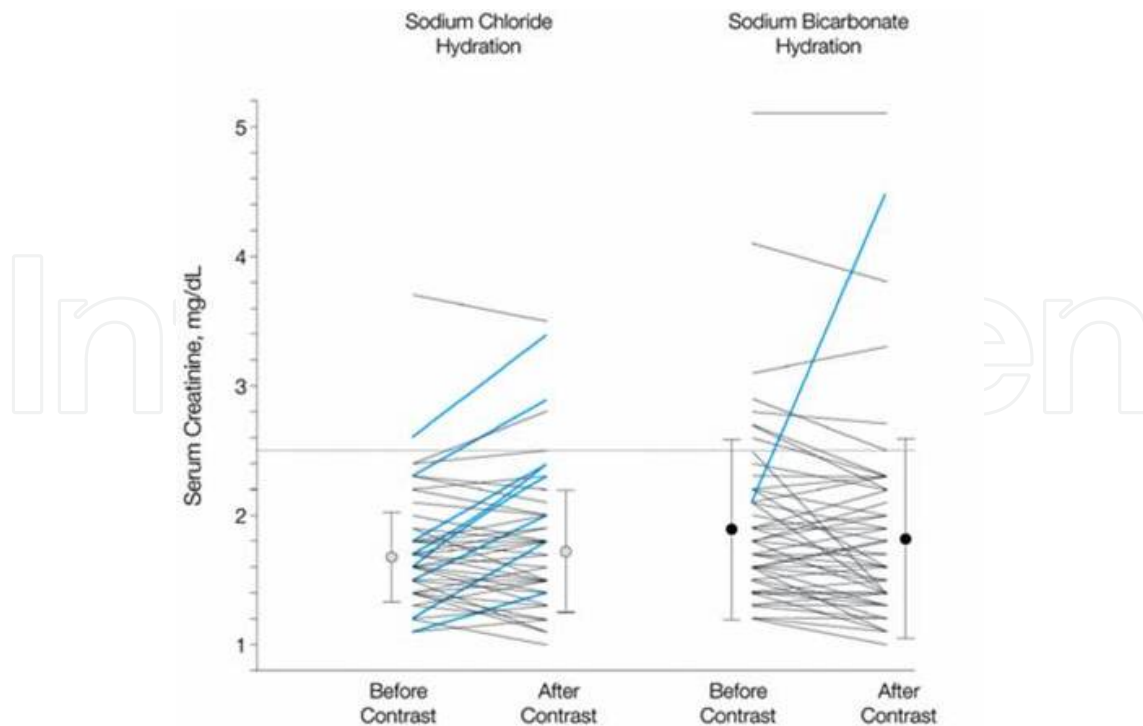 Sodium Chloride
Hydration
Sodium Bicarbonate
Hydration
Serum Creatinine, mg/dL
5
4
3
2
1
Before
Contrast
After
Contrast
Before
Contrast
After
Contrast